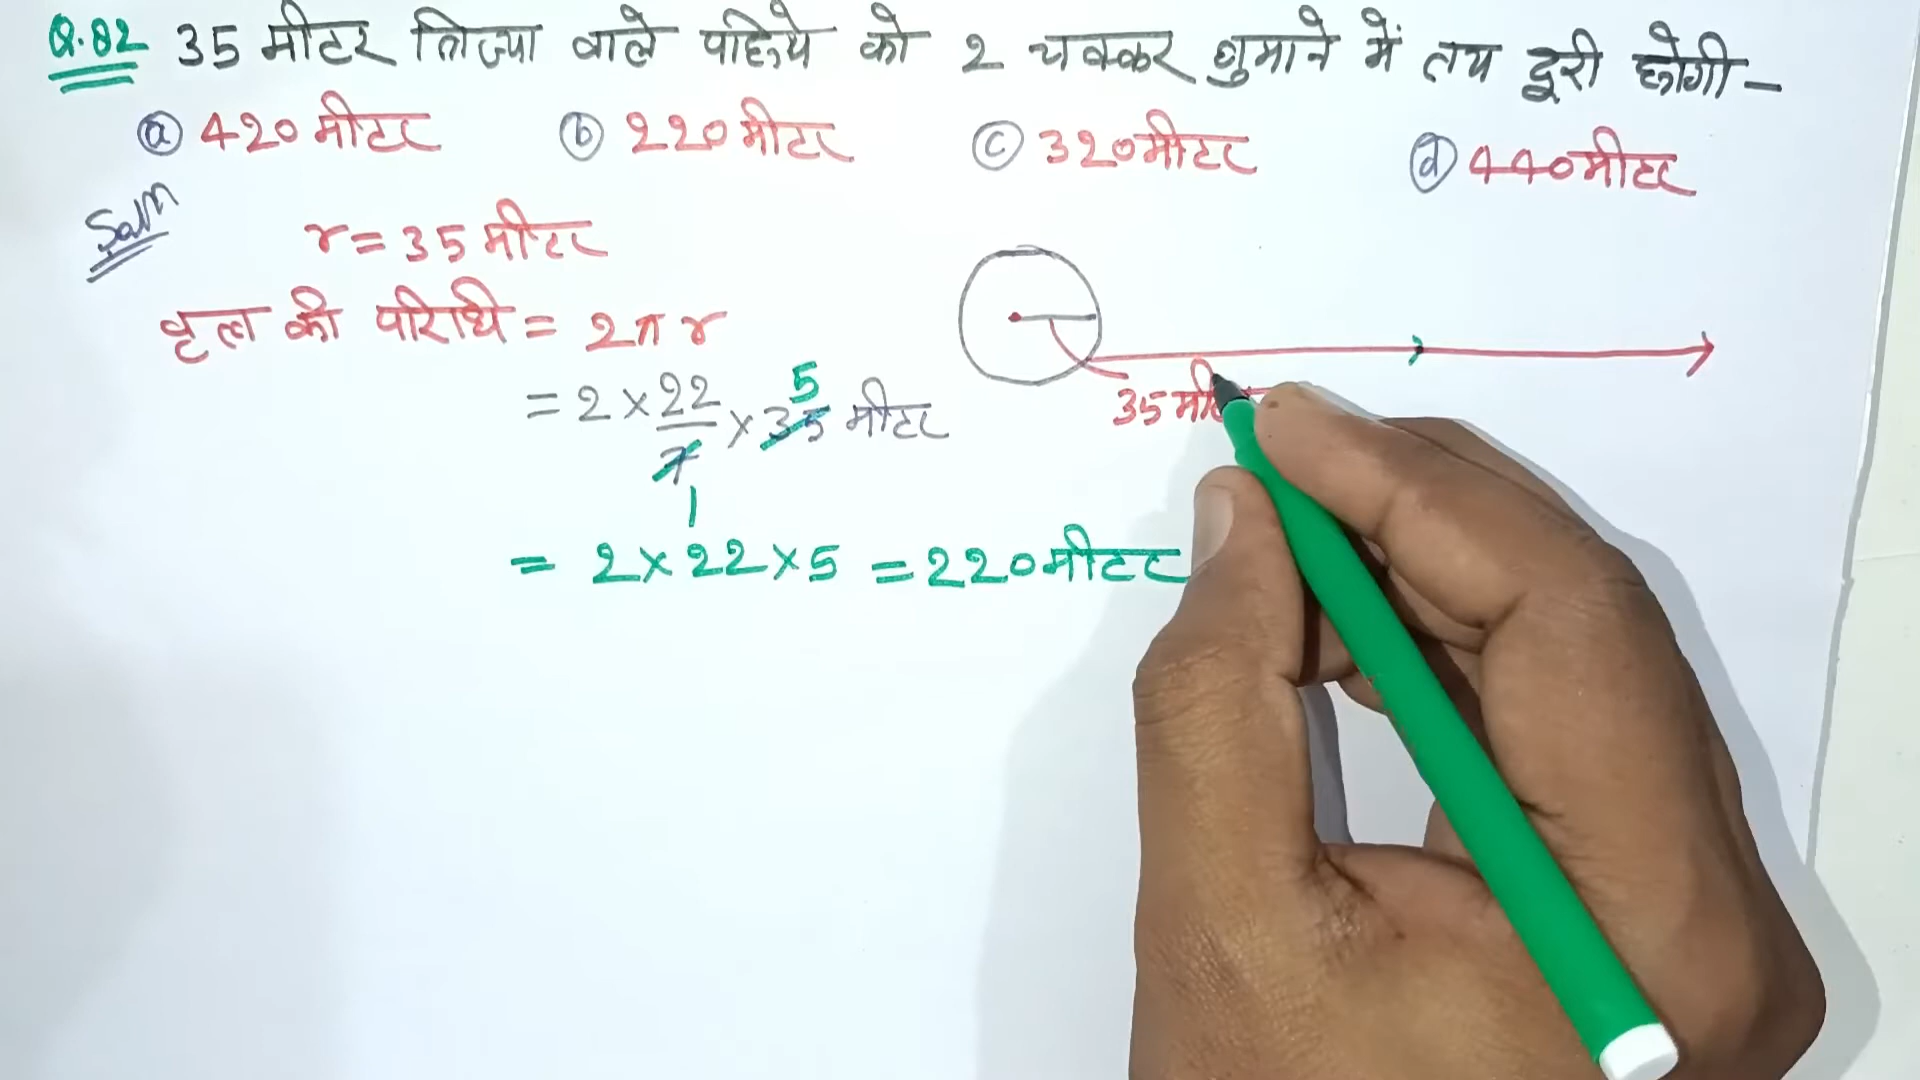 Q.82 35 मीटर त्रिज्या वाले पहिये को 2 चक्कर घुमाने में तय दूरी होगी-
ⓐ 420 मीटर ⓑ 220 मीटर ⓒ 320 मीटर ⓓ 440 मीटर
Solⁿ
r = 35 मीटर
वृत्त की परिधि = 2πr
= 2 × 22/7 × 35 मीटर
5
1
35 मी
= 2 × 22 × 5 = 220 मीटर